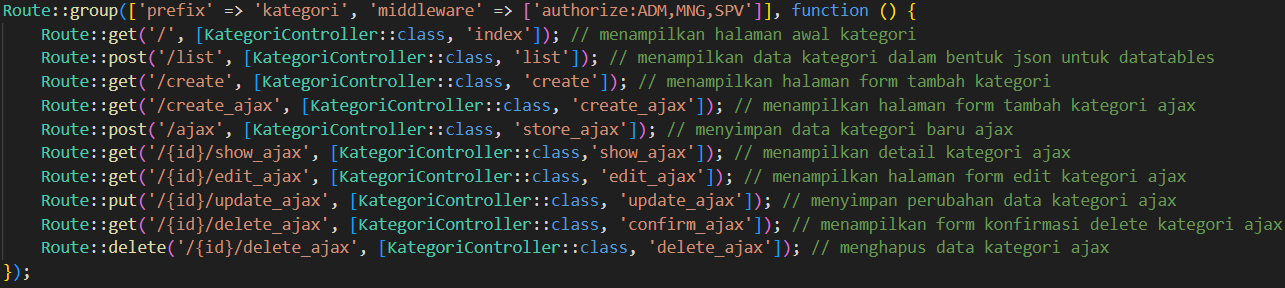 Route::group(['prefix' => 'kategori', 'middleware' => ['authorize:ADM,MNG,SPV']], function () {
Route::get('/', [KategoriController::class, 'index']); // menampilkan halaman awal kategori
Route::post('/list', [KategoriController::class, 'list']); // menampilkan data kategori dalam bentuk json untuk datatables
Route::get('/create', [KategoriController::class, 'create']); // menampilkan halaman form tambah kategori
Route::get('/create_ajax', [KategoriController::class, 'create_ajax']); // menampilkan halaman form tambah kategori ajax
Route::post('/ajax', [KategoriController::class, 'store_ajax']); // menyimpan data kategori baru ajax
Route::get('/{id}/show_ajax', [KategoriController::class,'show_ajax']); // menampilkan detail kategori ajax
Route::get('/{id}/edit_ajax', [KategoriController::class, 'edit_ajax']); // menampilkan halaman form edit kategori ajax
Route::put('/{id}/update_ajax', [KategoriController::class, 'update_ajax']); // menyimpan perubahan data kategori ajax
Route::get('/{id}/delete_ajax', [KategoriController::class, 'confirm_ajax']); // menampilkan form konfirmasi delete kategori ajax
Route::delete('/{id}/delete_ajax', [KategoriController::class, 'delete_ajax']); // menghapus data kategori ajax
});